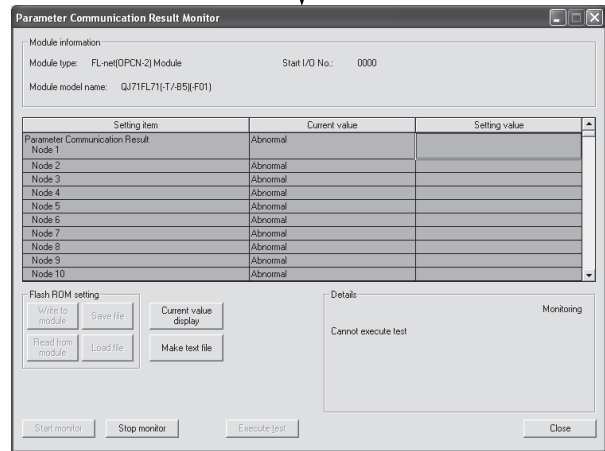 Parameter Communication Result Monitor
Module information
Module type: FL-net(OPCN-2) Module Start I/O No.: 0000
Module model name: QJ71FL71(-T/-B5)(-F01)
Setting item Current value Setting value
Parameter Communication Result Abnormal
Node 1
Node 2 Abnormal
Node 3 Abnormal
Node 4 Abnormal
Node 5 Abnormal
Node 6 Abnormal
Node 7 Abnormal
Node 8 Abnormal
Node 9 Abnormal
Node 10 Abnormal
Flash ROM setting
Write to module
Save file
Current value display
Read from module
Load file
Make text file
Details
Monitoring
Cannot execute test
Start monitor Stop monitor Execute test Close